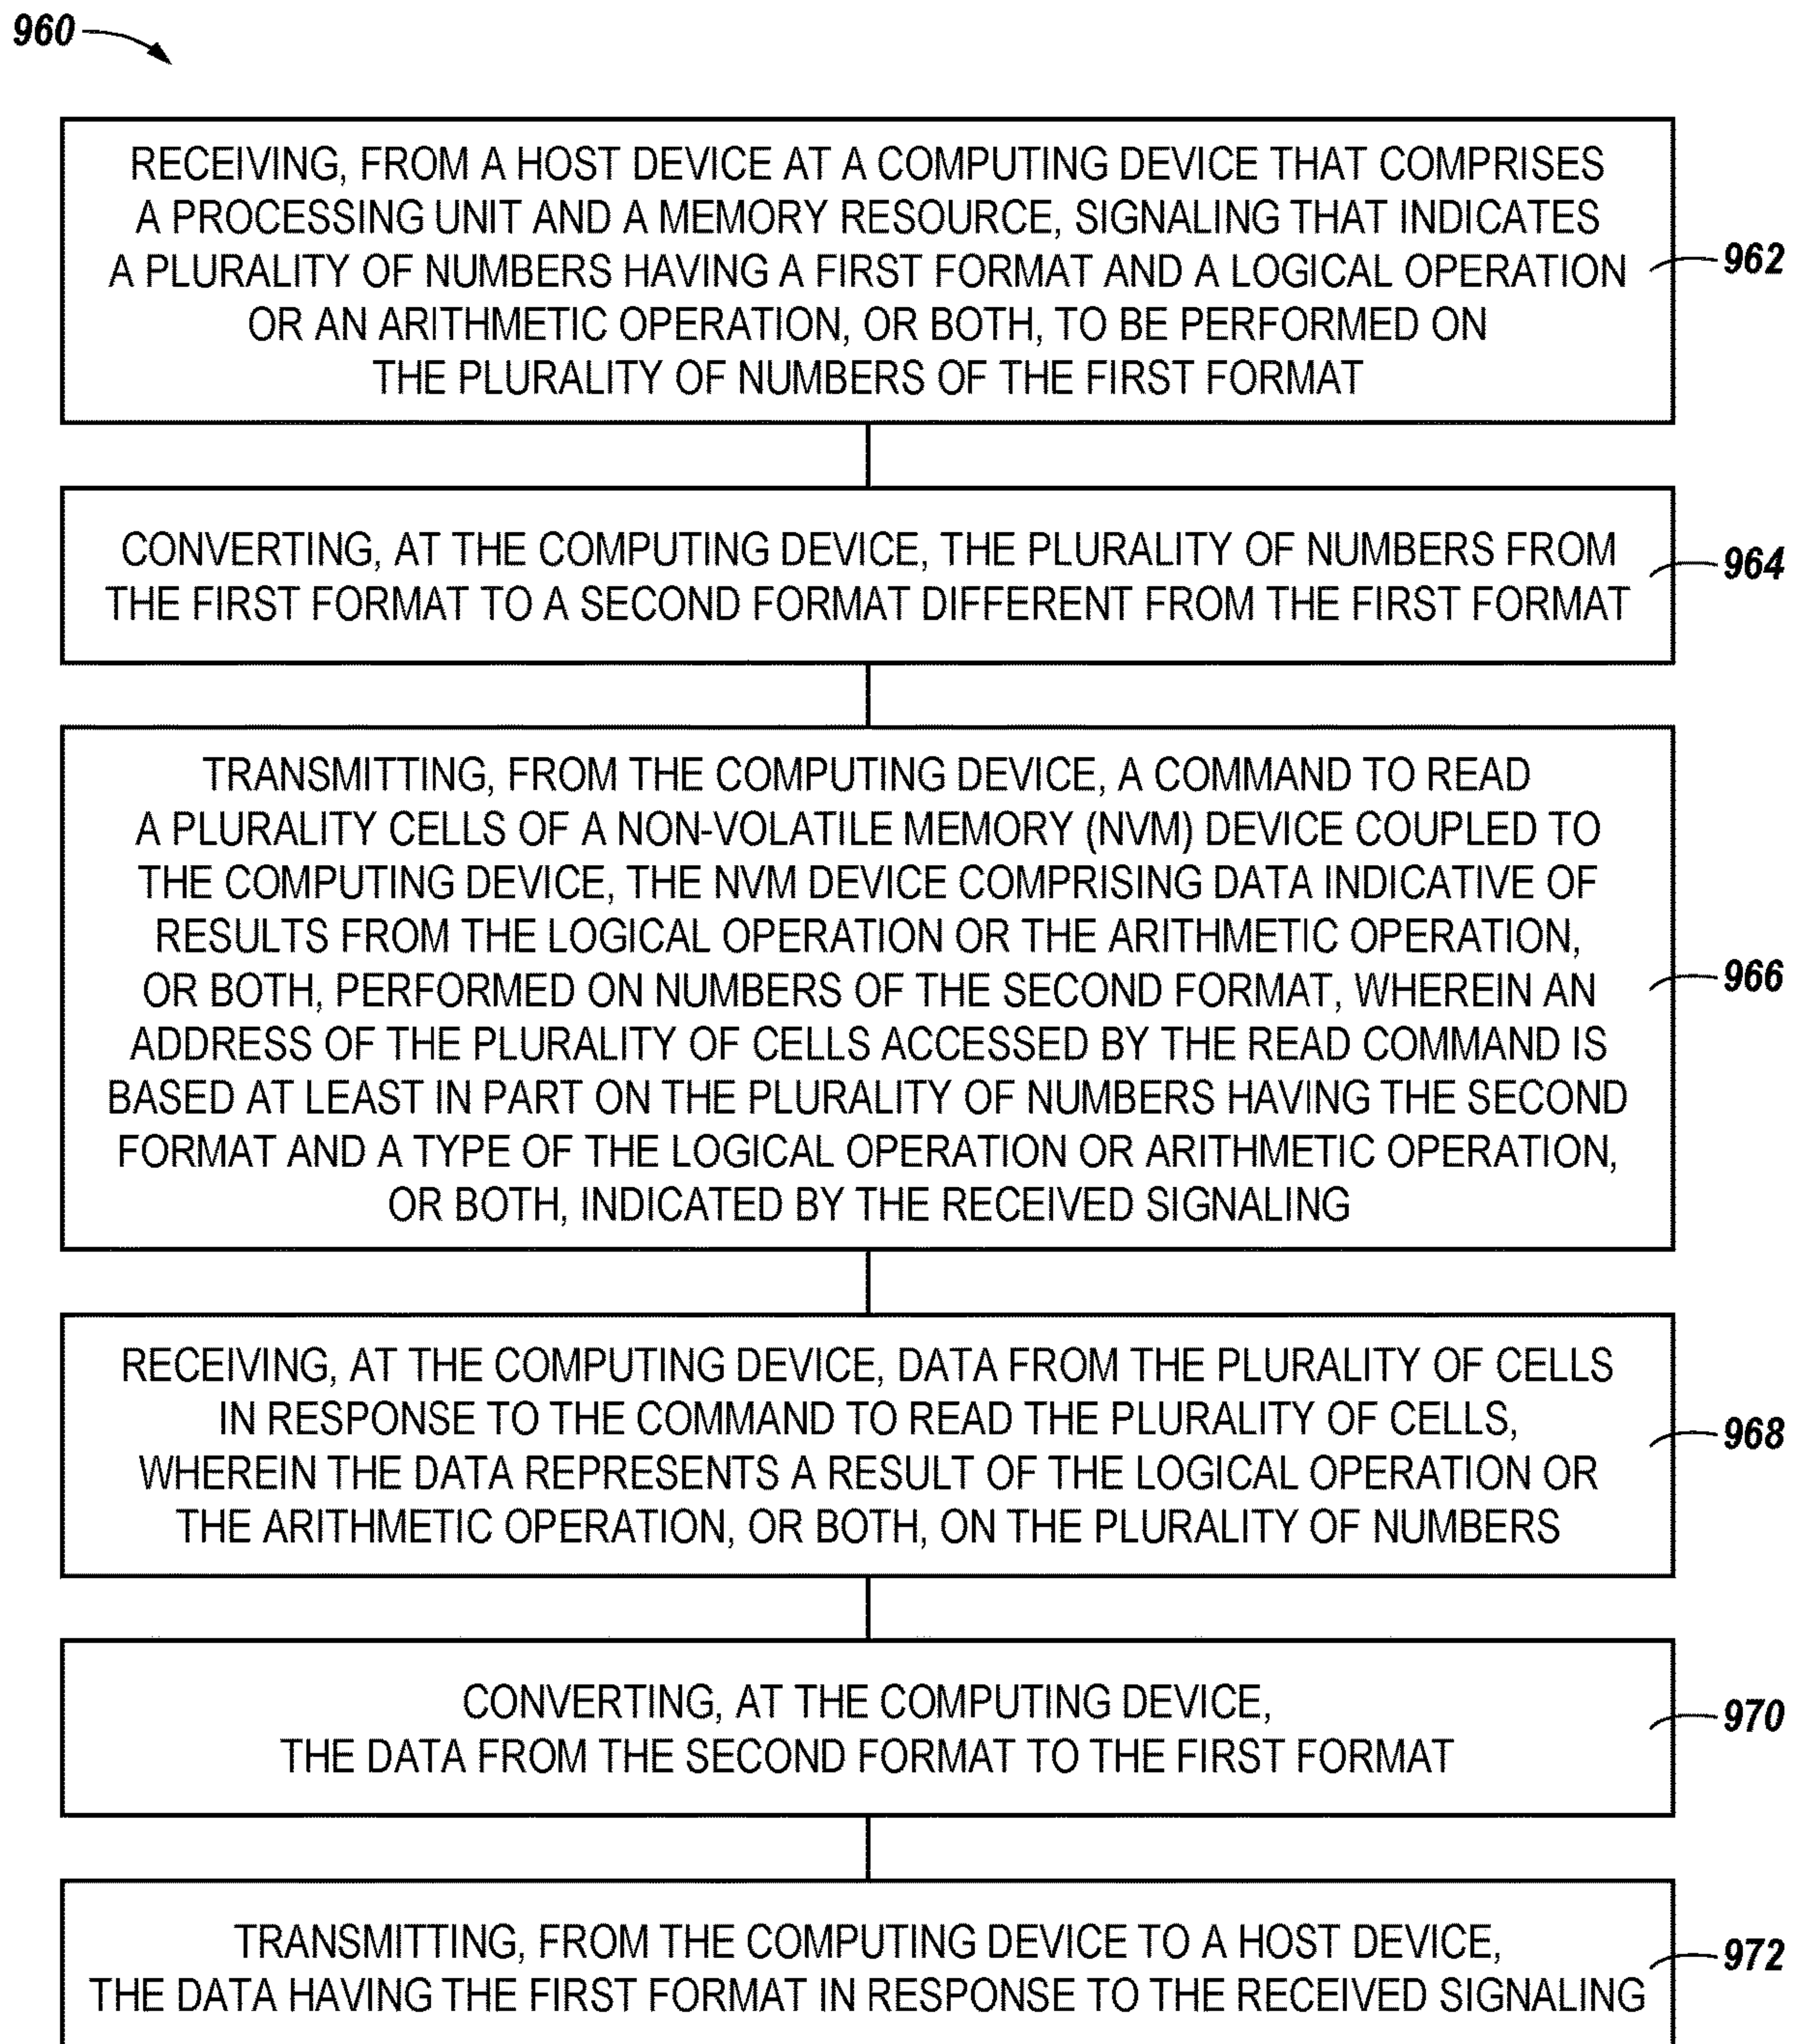 960
RECEIVING, FROM A HOST DEVICE AT A COMPUTING DEVICE THAT COMPRISES
A PROCESSING UNIT AND A MEMORY RESOURCE, SIGNALING THAT INDICATES
A PLURALITY OF NUMBERS HAVING A FIRST FORMAT AND A LOGICAL OPERATION
OR AN ARITHMETIC OPERATION, OR BOTH, TO BE PERFORMED ON
THE PLURALITY OF NUMBERS OF THE FIRST FORMAT
962
CONVERTING, AT THE COMPUTING DEVICE, THE PLURALITY OF NUMBERS FROM
THE FIRST FORMAT TO A SECOND FORMAT DIFFERENT FROM THE FIRST FORMAT
964
TRANSMITTING, FROM THE COMPUTING DEVICE, A COMMAND TO READ
A PLURALITY CELLS OF A NON-VOLATILE MEMORY (NVM) DEVICE COUPLED TO
THE COMPUTING DEVICE, THE NVM DEVICE COMPRISING DATA INDICATIVE OF
RESULTS FROM THE LOGICAL OPERATION OR THE ARITHMETIC OPERATION,
OR BOTH, PERFORMED ON NUMBERS OF THE SECOND FORMAT, WHEREIN AN
ADDRESS OF THE PLURALITY OF CELLS ACCESSED BY THE READ COMMAND IS
BASED AT LEAST IN PART ON THE PLURALITY OF NUMBERS HAVING THE SECOND
FORMAT AND A TYPE OF THE LOGICAL OPERATION OR ARITHMETIC OPERATION,
OR BOTH, INDICATED BY THE RECEIVED SIGNALING
966
RECEIVING, AT THE COMPUTING DEVICE, DATA FROM THE PLURALITY OF CELLS
IN RESPONSE TO THE COMMAND TO READ THE PLURALITY OF CELLS,
WHEREIN THE DATA REPRESENTS A RESULT OF THE LOGICAL OPERATION OR
THE ARITHMETIC OPERATION, OR BOTH, ON THE PLURALITY OF NUMBERS
968
CONVERTING, AT THE COMPUTING DEVICE,
THE DATA FROM THE SECOND FORMAT TO THE FIRST FORMAT
970
TRANSMITTING, FROM THE COMPUTING DEVICE TO A HOST DEVICE,
THE DATA HAVING THE FIRST FORMAT IN RESPONSE TO THE RECEIVED SIGNALING
972